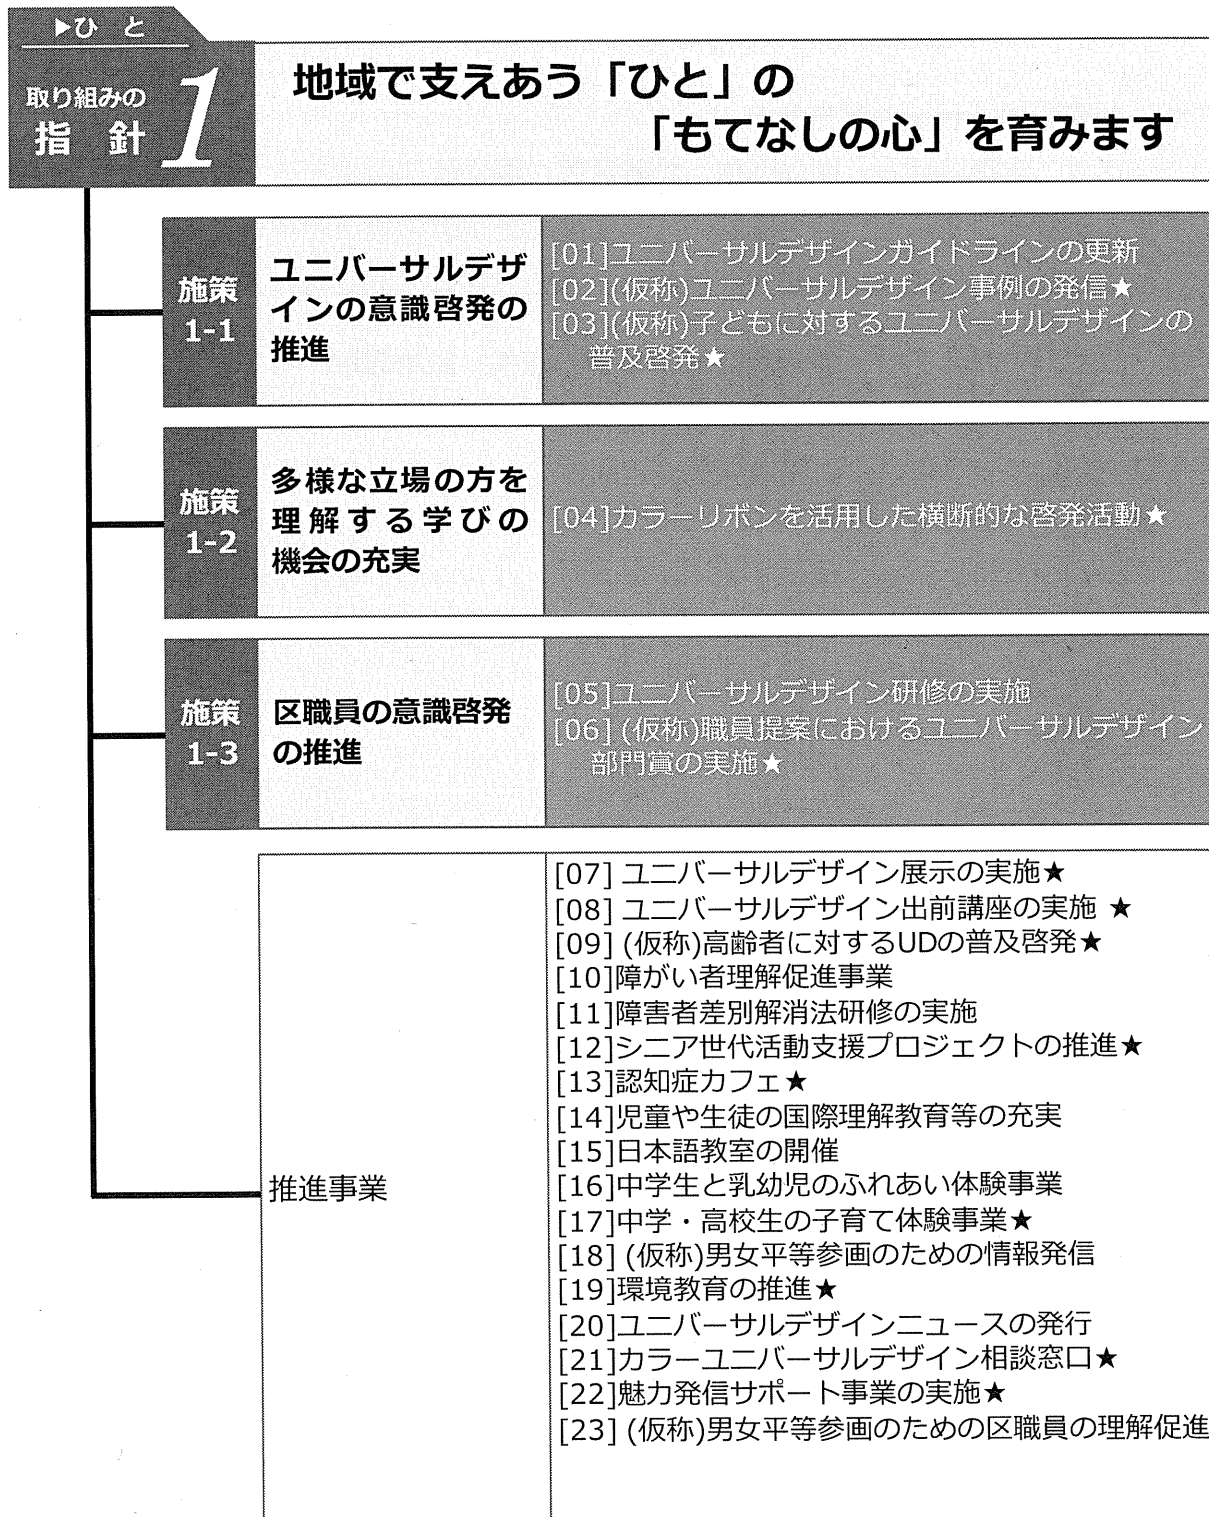 ▶ひ と
取り組みの
指 針
1
地域で支えあう「ひと」の
「もてなしの心」を育みます
施策
1-1
ユニバーサルデザ
インの意識啓発の
推進
[01]ユニバーサルデザインガイドラインの更新
[02](仮称)ユニバーサルデザイン事例の発信★
[03](仮称)子どもに対するユニバーサルデザインの
普及啓発★
施策
1-2
多様な立場の方を
理解する学びの
機会の充実
[04]カラーリボンを活用した横断的な啓発活動★
施策
1-3
区職員の意識啓発
の推進
[05]ユニバーサルデザイン研修の実施
[06] (仮称)職員提案におけるユニバーサルデザイン
部門賞の実施★
推進事業
[07] ユニバーサルデザイン展示の実施★
[08] ユニバーサルデザイン出前講座の実施 ★
[09] (仮称)高齢者に対するUDの普及啓発★
[10]障がい者理解促進事業
[11]障害者差別解消法研修の実施
[12]シニア世代活動支援プロジェクトの推進★
[13]認知症カフェ★
[14]児童や生徒の国際理解教育等の充実
[15]日本語教室の開催
[16]中学生と乳幼児のふれあい体験事業
[17]中学・高校生の子育て体験事業★
[18] (仮称)男女平等参画のための情報発信
[19]環境教育の推進★
[20]ユニバーサルデザインニュースの発行
[21]カラーユニバーサルデザイン相談窓口★
[22]魅力発信サポート事業の実施★
[23] (仮称)男女平等参画のための区職員の理解促進